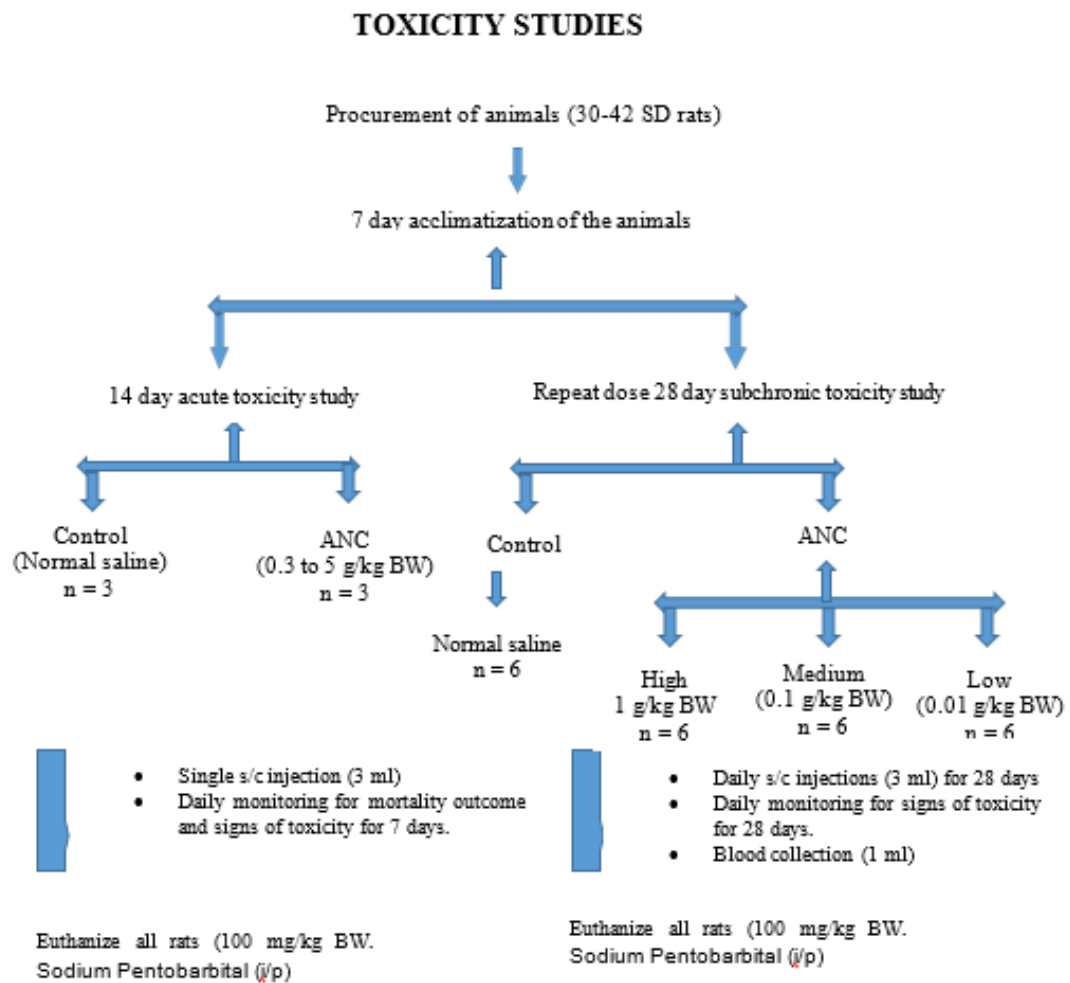 TOXICITY STUDIES
Procurement of animals (30-42 SD rats)
7 day acclimatization of the animals
14 day acute toxicity study
Repeat dose 28 day subchronic toxicity study
Control
(Normal saline)
n = 3
ANC
(0.3 to 5 g/kg BW)
n = 3
Control
Normal saline
n = 6
ANC
High
1 g/kg BW
n = 6
Medium
(0.1 g/kg BW)
n = 6
Low
(0.01 g/kg BW)
n = 6
• Single s/c injection (3 ml)
• Daily monitoring for mortality outcome
and signs of toxicity for 7 days.
• Daily s/c injections (3 ml) for 28 days
• Daily monitoring for signs of toxicity
for 28 days.
• Blood collection (1 ml)
Euthanize all rats (100 mg/kg BW.
Sodium Pentobarbital (i/p)
Euthanize all rats (100 mg/kg BW.
Sodium Pentobarbital (i/p)